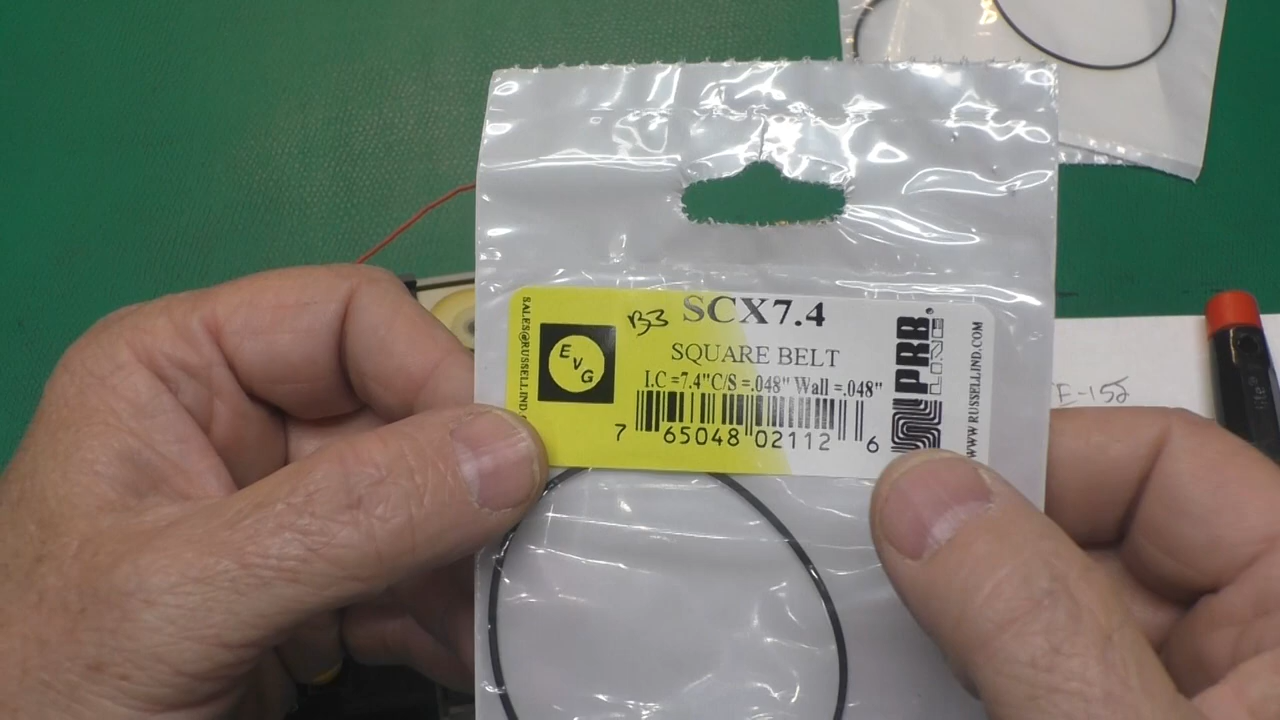 SCX7.4
B3
SQUARE BELT
I.C =7.4"C/S =.048" Wall =.048"
7 65048 02112 6
EVG
SALES@RUSSELLIND.
PRB
LINE
WWW.RUSSELLIND.COM
E-152